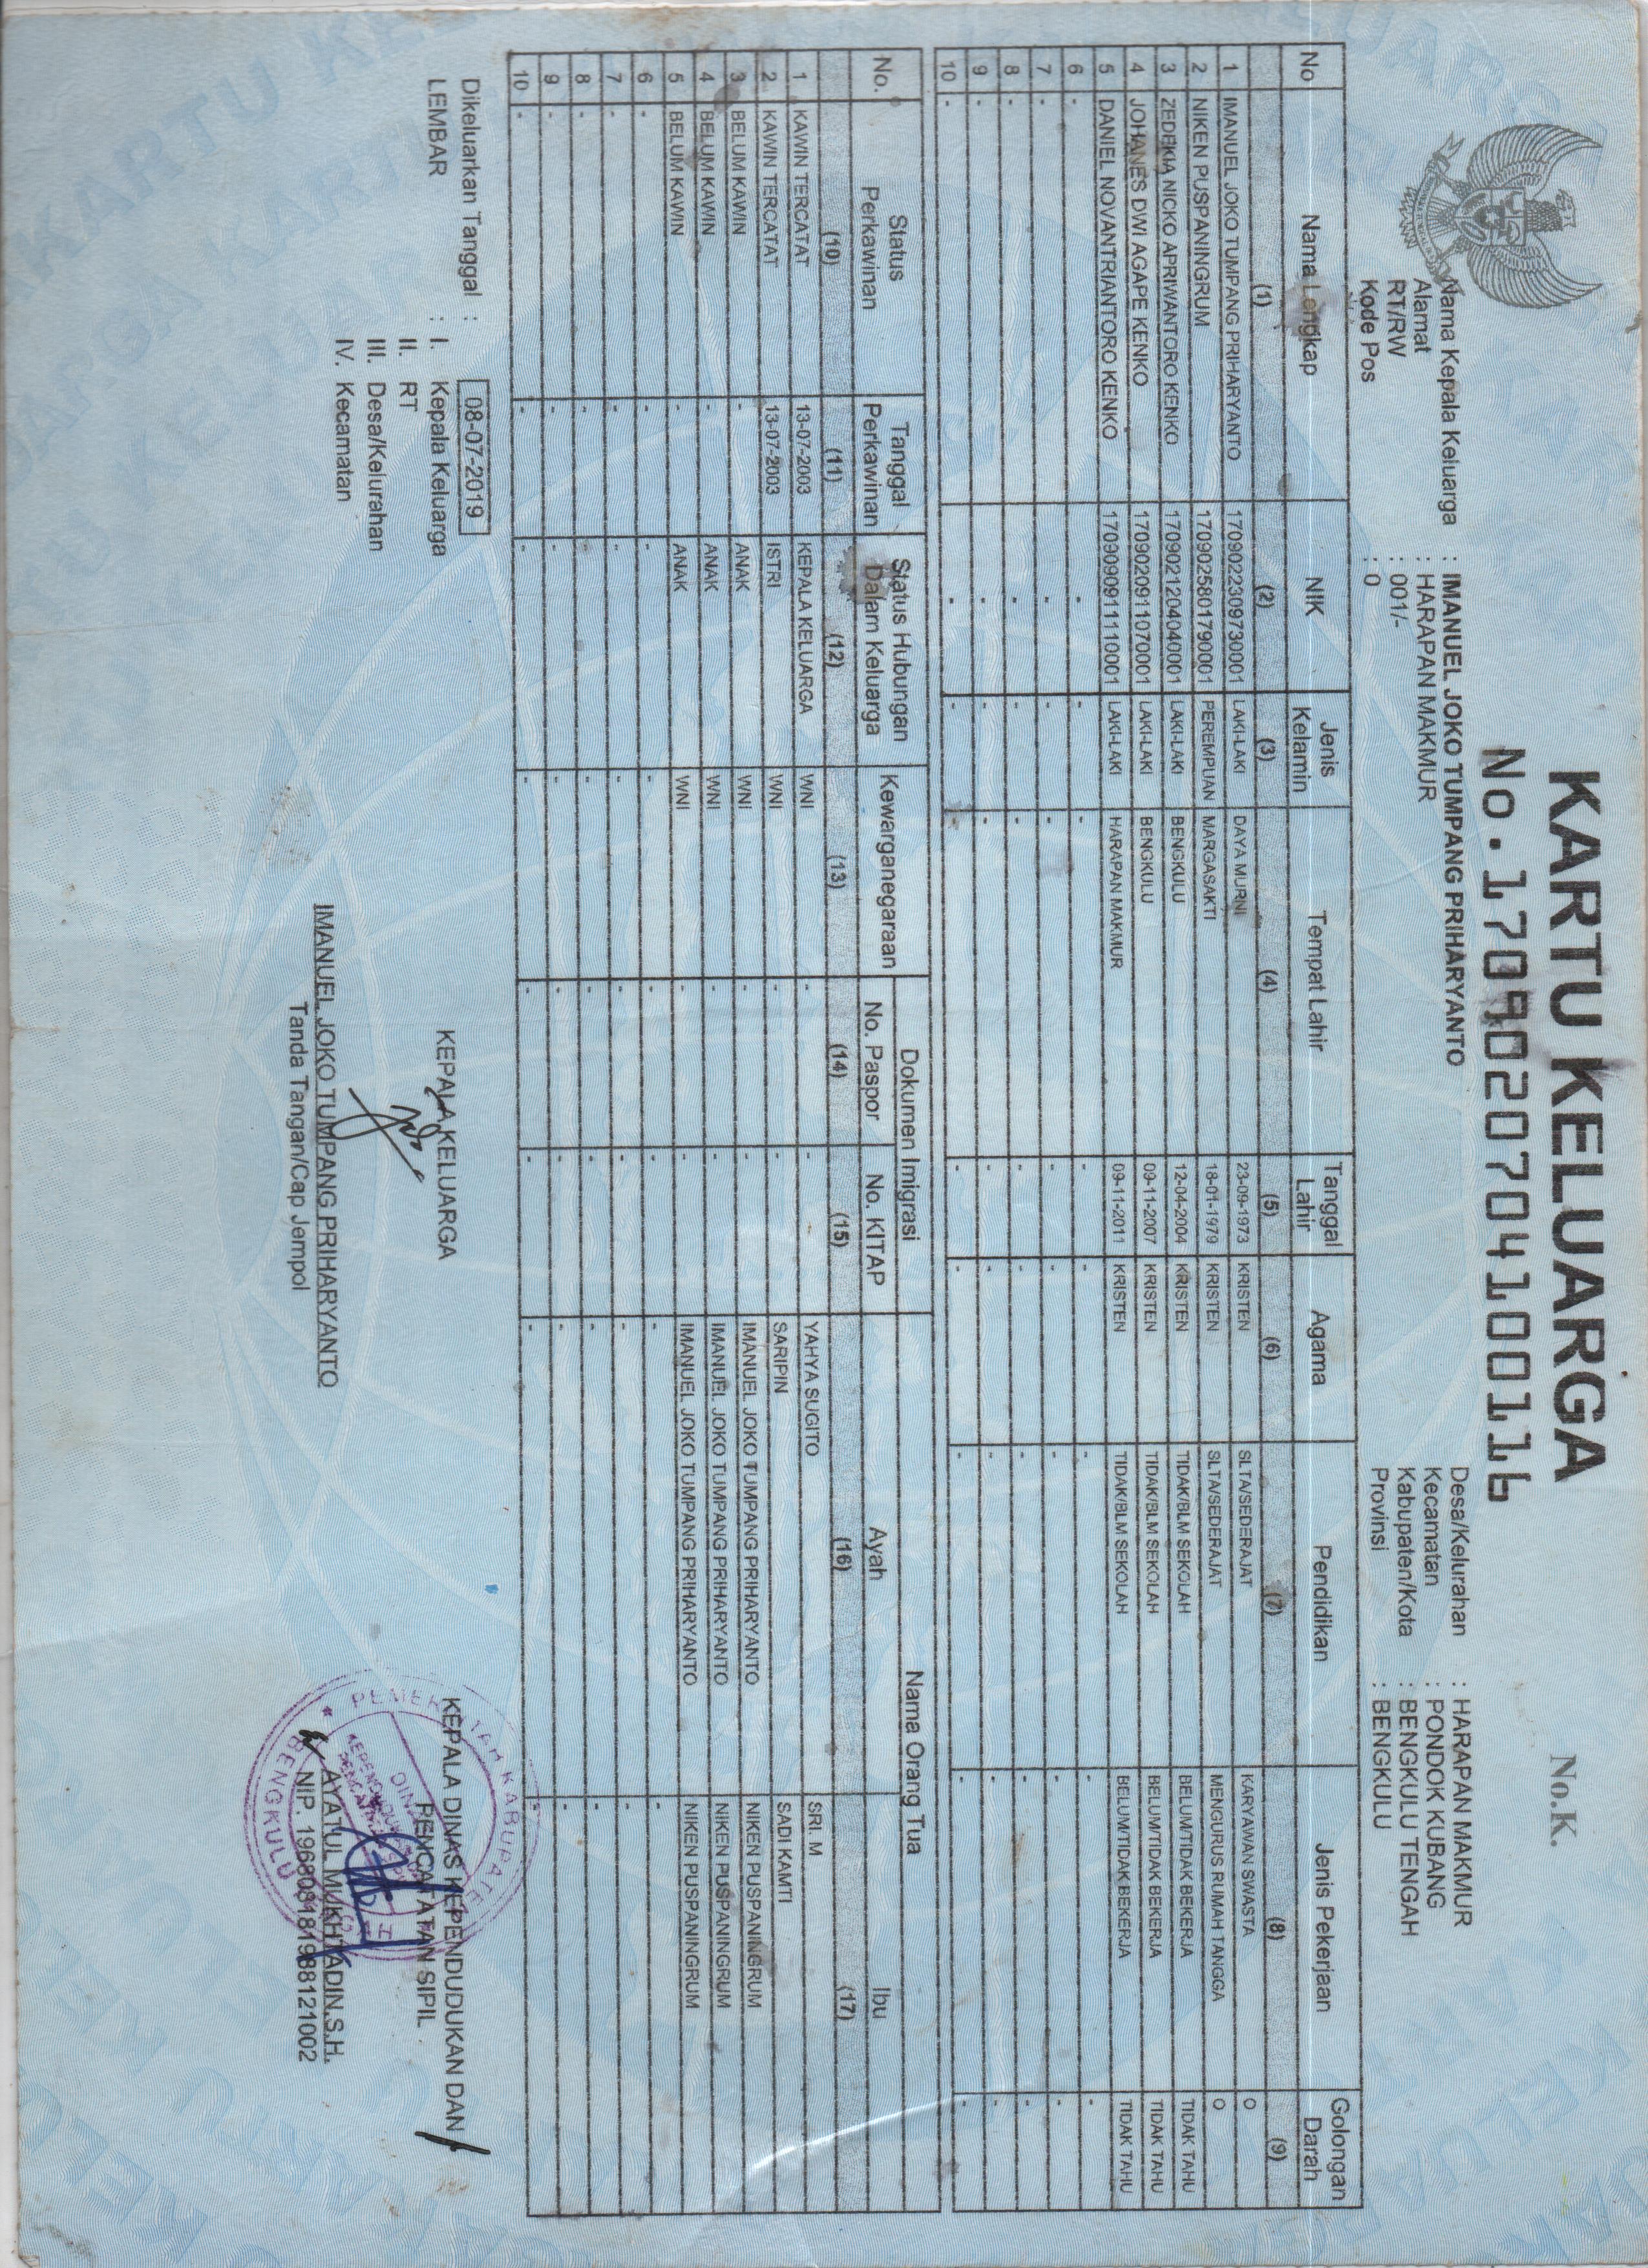 KARTU KELUARGA
No.K.
No.1709020704100116
Nama Kepala Keluarga : IMANUEL JOKO TUMPANG PRIHARYANTO
Alamat : HARAPAN MAKMUR
RT/RW : 001/-
Kode Pos : 0
Desa/Kelurahan : HARAPAN MAKMUR
Kecamatan : PONDOK KUBANG
Kabupaten/Kota : BENGKULU TENGAH
Provinsi : BENGKULU
No Nama Lengkap NIK Jenis Kelamin Tempat Lahir Tanggal Lahir Agama Pendidikan Jenis Pekerjaan Golongan Darah
(1) (2) (3) (4) (5) (6) (7) (8) (9)
1 IMANUEL JOKO TUMPANG PRIHARYANTO 1709022309730001 LAKI-LAKI DAYA MURNI 23-09-1973 KRISTEN SLTA/SEDERAJAT KARYAWAN SWASTA O
2 NIKEN PUSPANINGRUM 1709025801790001 PEREMPUAN MARGASAKTI 18-01-1979 KRISTEN SLTA/SEDERAJAT MENGURUS RUMAH TANGGA O
3 ZEDEKIA NICKO APRIWANTORO KENKO 1709021204040001 LAKI-LAKI BENGKULU 12-04-2004 KRISTEN TIDAK/BLM SEKOLAH BELUM/TIDAK BEKERJA TIDAK TAHU
4 JOHANES DWI AGAPE KENKO 1709020911070001 LAKI-LAKI BENGKULU 09-11-2007 KRISTEN TIDAK/BLM SEKOLAH BELUM/TIDAK BEKERJA TIDAK TAHU
5 DANIEL NOVANTRIANTORO KENKO 1709090911110001 LAKI-LAKI HARAPAN MAKMUR 09-11-2011 KRISTEN TIDAK/BLM SEKOLAH BELUM/TIDAK BEKERJA TIDAK TAHU
6 - - - - - - - - -
7 - - - - - - - - -
8 - - - - - - - - -
9 - - - - - - - - -
10 - - - - - - - - -
No. Status Perkawinan Tanggal Perkawinan Status Hubungan Dalam Keluarga Kewarganegaraan Dokumen Imigrasi Nama Orang Tua
No. Paspor No. KITAP Ayah Ibu
(10) (11) (12) (13) (14) (15) (16) (17)
1 KAWIN TERCATAT 13-07-2003 KEPALA KELUARGA WNI - - YAHYA SUGITO SRI. M
2 KAWIN TERCATAT 13-07-2003 ISTRI WNI - - SARIPIN SADI KAMTI
3 BELUM KAWIN - ANAK WNI - - IMANUEL JOKO TUMPANG PRIHARYANTO NIKEN PUSPANINGRUM
4 BELUM KAWIN - ANAK WNI - - IMANUEL JOKO TUMPANG PRIHARYANTO NIKEN PUSPANINGRUM
5 BELUM KAWIN - ANAK WNI - - IMANUEL JOKO TUMPANG PRIHARYANTO NIKEN PUSPANINGRUM
6 - - - - - - - -
7 - - - - - - - -
8 - - - - - - - -
9 - - - - - - - -
10 - - - - - - - -
Dikeluarkan Tanggal : 08-07-2019
LEMBAR : I. Kepala Keluarga
II. RT
III. Desa/Kelurahan
IV. Kecamatan
KEPALA KELUARGA
IMANUEL JOKO TUMPANG PRIHARYANTO
Tanda Tangan/Cap Jempol
KEPALA DINAS KEPENDUDUKAN DAN
PENCATATAN SIPIL
AYATUL MUKHTADIN,S.H.
NIP. 196808181988121002
PEMERINTAH KABUPATEN
DINAS
KEPENDUDUKAN DAN
PENCATATAN SIPIL
BENGKULU